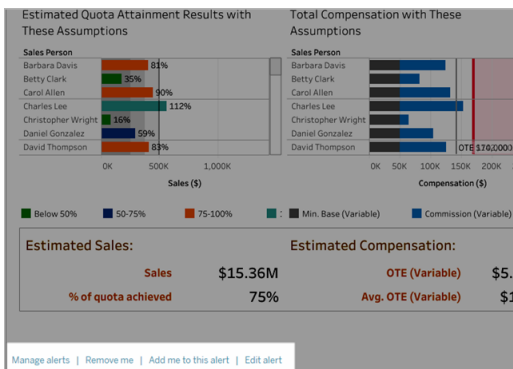 Estimated Quota Attainment Results with These Assumptions
Sales Person
Barbara Davis 81%
Betty Clark 35%
Carol Allen 90%
Charles Lee 112%
Christopher Wright 16%
Daniel Gonzalez 59%
David Thompson 83%
0K 500K 1,000K
Sales ($)
Below 50% 50-75% 75-100%
Total Compensation with These Assumptions
Sales Person
Barbara Davis
Betty Clark
Carol Allen
Charles Lee
Christopher Wright
Daniel Gonzalez
David Thompson
OTE
0K 50K 100K 150K 200K
Compensation ($)
Min. Base (Variable) Commission (Variable)
Estimated Sales:
Sales $15.36M
% of quota achieved 75%
Estimated Compensation:
OTE (Variable) $5.
Avg. OTE (Variable) $1
Manage alerts | Remove me | Add me to this alert | Edit alert